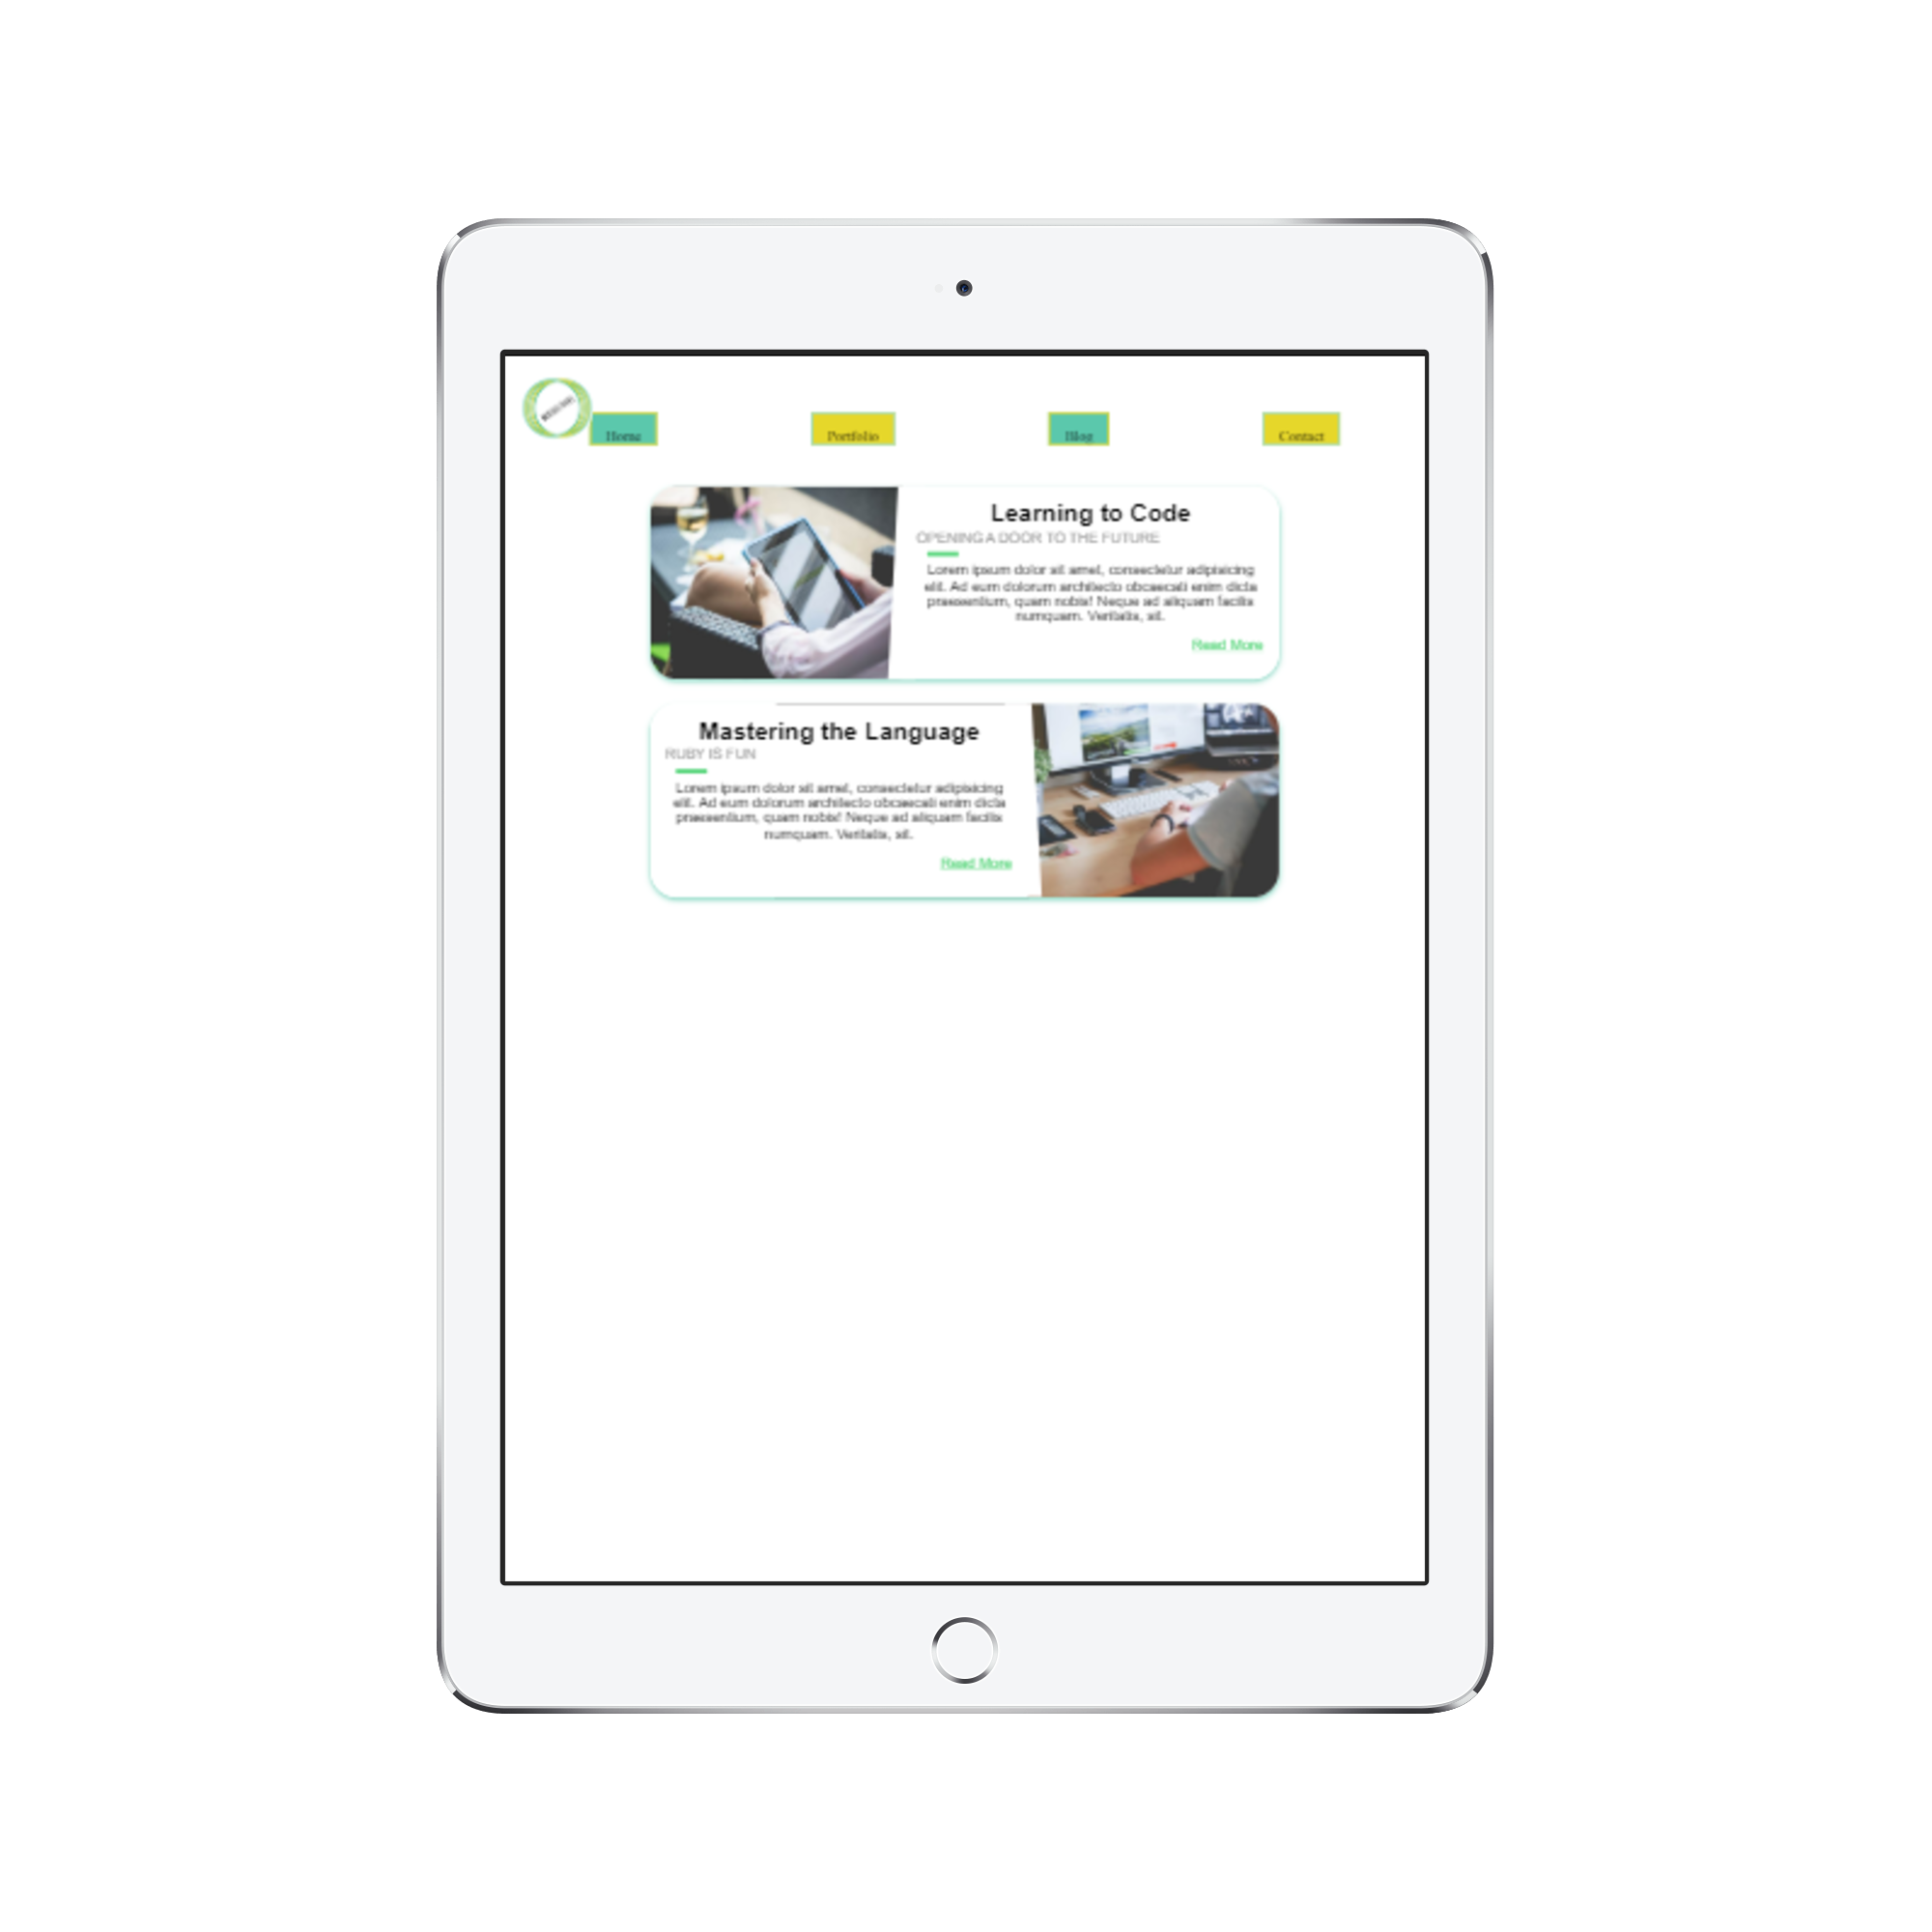 Home
Portfolio
Blog
Contact
Learning to Code
OPENING A DOOR TO THE FUTURE
Lorem ipsum dolor sit amet, consectetur adipisicing
elit. Ad eum dolorum architecto obcaecati enim dicta
praesentium, quam nobis! Neque ad aliquam facilis
numquam. Veritatis, sit.
Read More
Mastering the Language
RUBY IS FUN
Lorem ipsum dolor sit amet, consectetur adipisicing
elit. Ad eum dolorum architecto obcaecati enim dicta
praesentium, quam nobis! Neque ad aliquam facilis
numquam. Veritatis, sit.
Read More